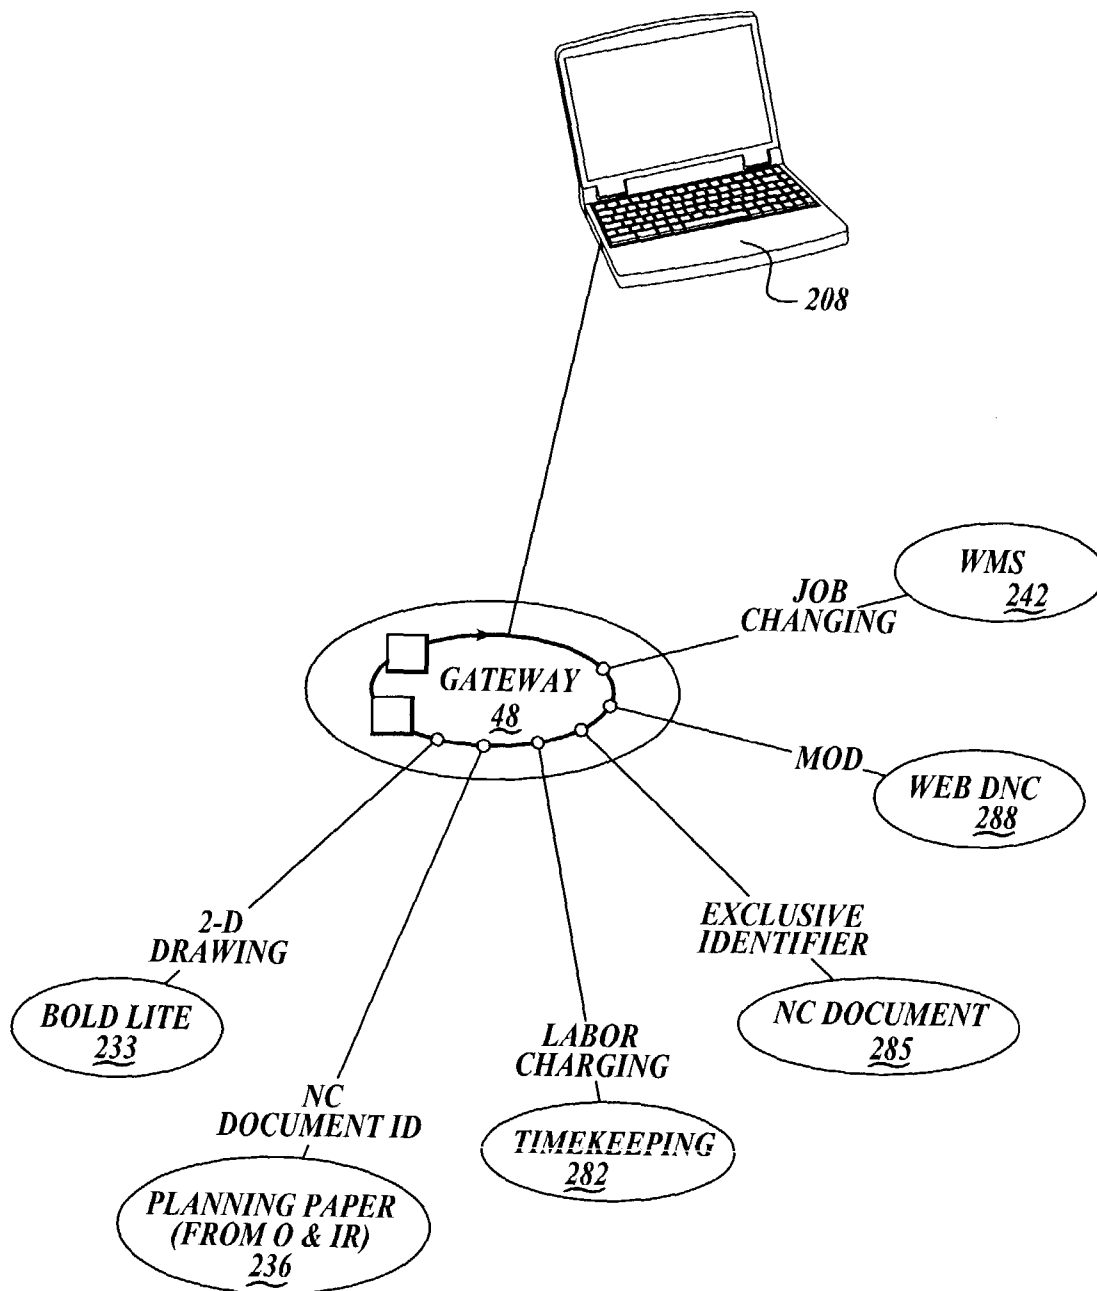 208
WMS
242
JOB
CHANGING
GATEWAY
48
MOD
WEB DNC
288
EXCLUSIVE
IDENTIFIER
NC DOCUMENT
285
2-D
DRAWING
BOLD LITE
233
LABOR
CHARGING
TIMEKEEPING
282
NC
DOCUMENT ID
PLANNING PAPER
(FROM O & IR)
236